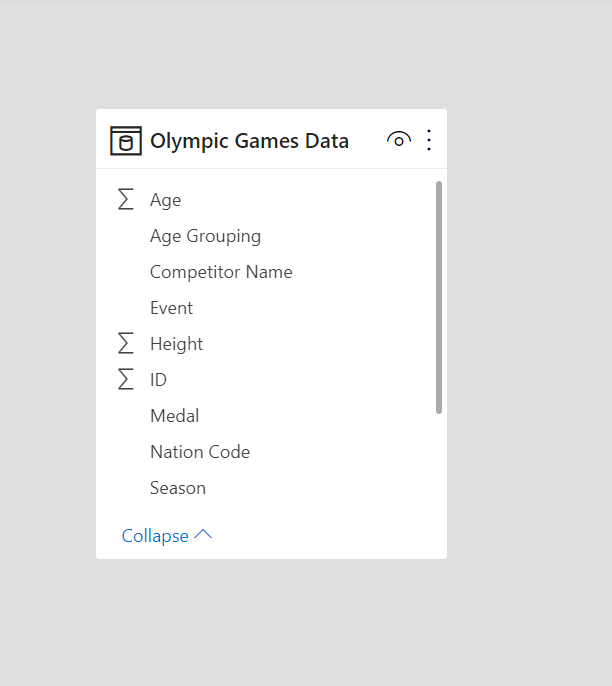 Olympic Games Data
Age
Age Grouping
Competitor Name
Event
Height
ID
Medal
Nation Code
Season
Collapse